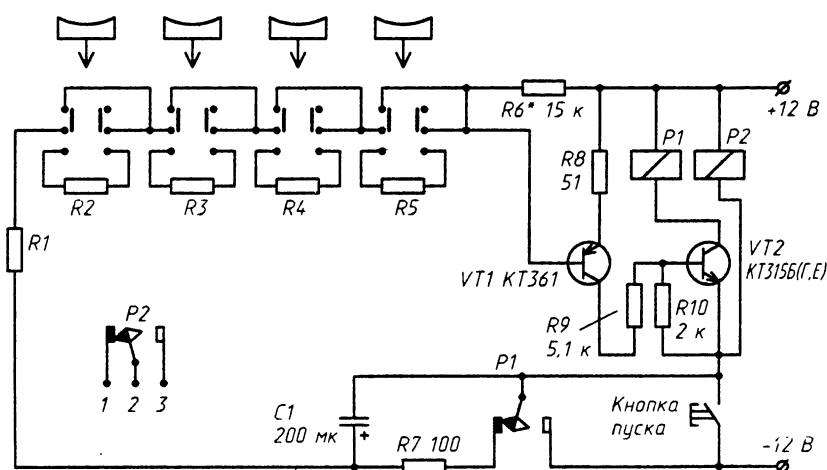 R6* 15 к
+12 В
P1
P2
R8
51
R2
R3
R4
R5
R1
VT1 КТ361
VT2
КТ315Б(Г,Е)
R9
5,1 к
R10
2 к
P2
1 2 3
P1
C1
200 мк
+
R7 100
Кнопка
пуска
-12 В